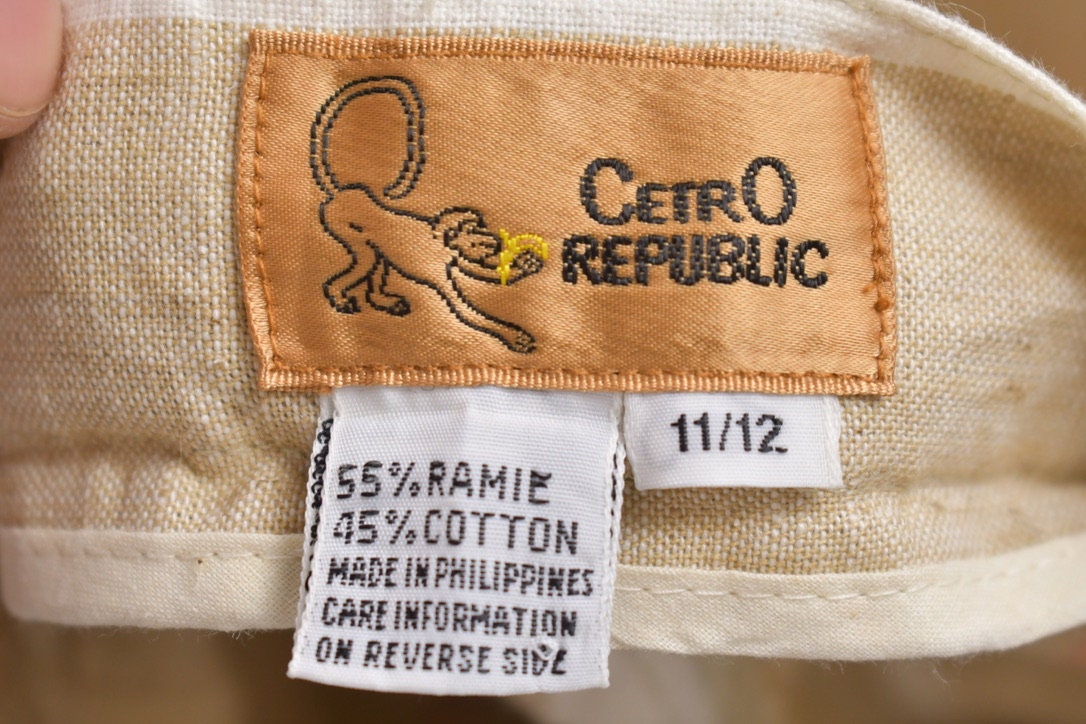 CETRO
REPUBLIC
11/12
55% RAMIE
45% COTTON
MADE IN PHILIPPINES
CARE INFORMATION
ON REVERSE SIDE